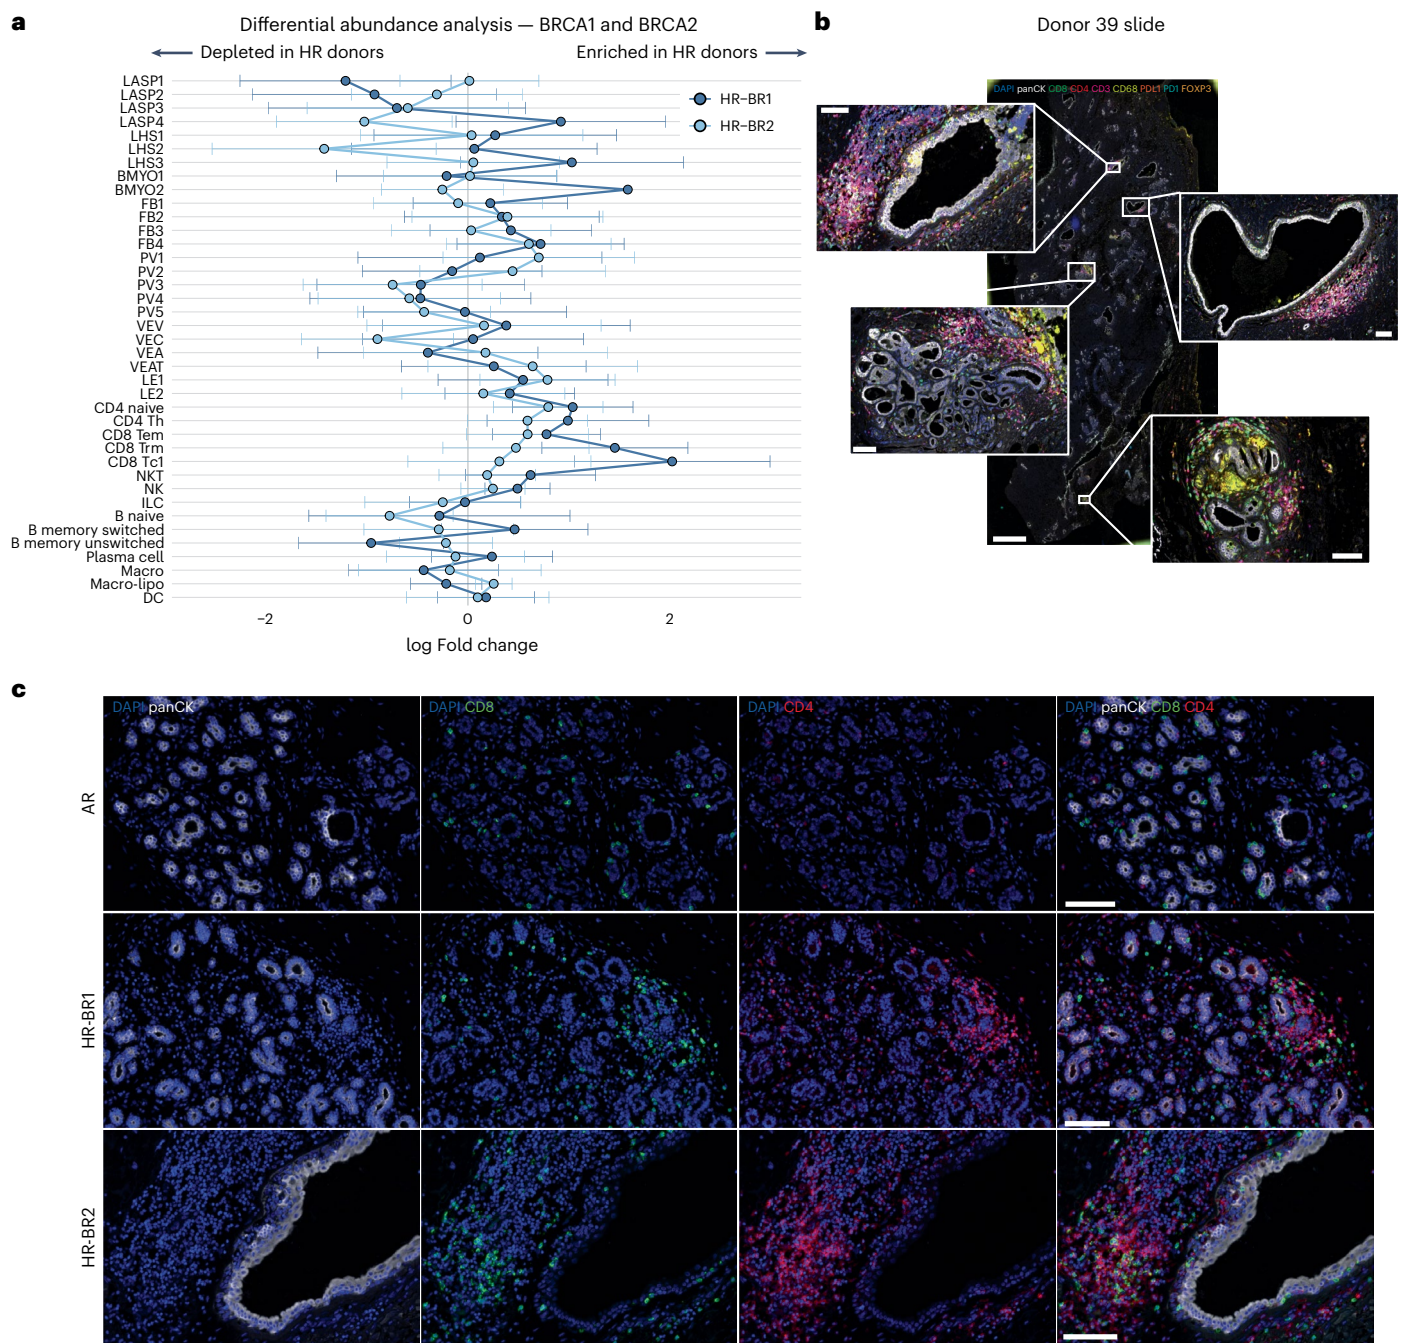 a
Differential abundance analysis — BRCA1 and BRCA2
Depleted in HR donors
Enriched in HR donors
HR–BR1
HR–BR2
LASP1
LASP2
LASP3
LASP4
LHS1
LHS2
LHS3
BMYO1
BMYO2
FB1
FB2
FB3
FB4
PV1
PV2
PV3
PV4
PV5
VEV
VEC
VEA
VEAT
LE1
LE2
CD4 naive
CD4 Th
CD8 Tem
CD8 Trm
CD8 Tc1
NKT
NK
ILC
B naive
B memory switched
B memory unswitched
Plasma cell
Macro
Macro-lipo
DC
−2 0 2
log Fold change
b
Donor 39 slide
DAPI panCK CD8 CD4 CD3 CD68 PDL1 PD1 FOXP3
c
DAPI panCK
DAPI CD8
DAPI CD4
DAPI panCK CD8 CD4
AR
HR-BR1
HR-BR2